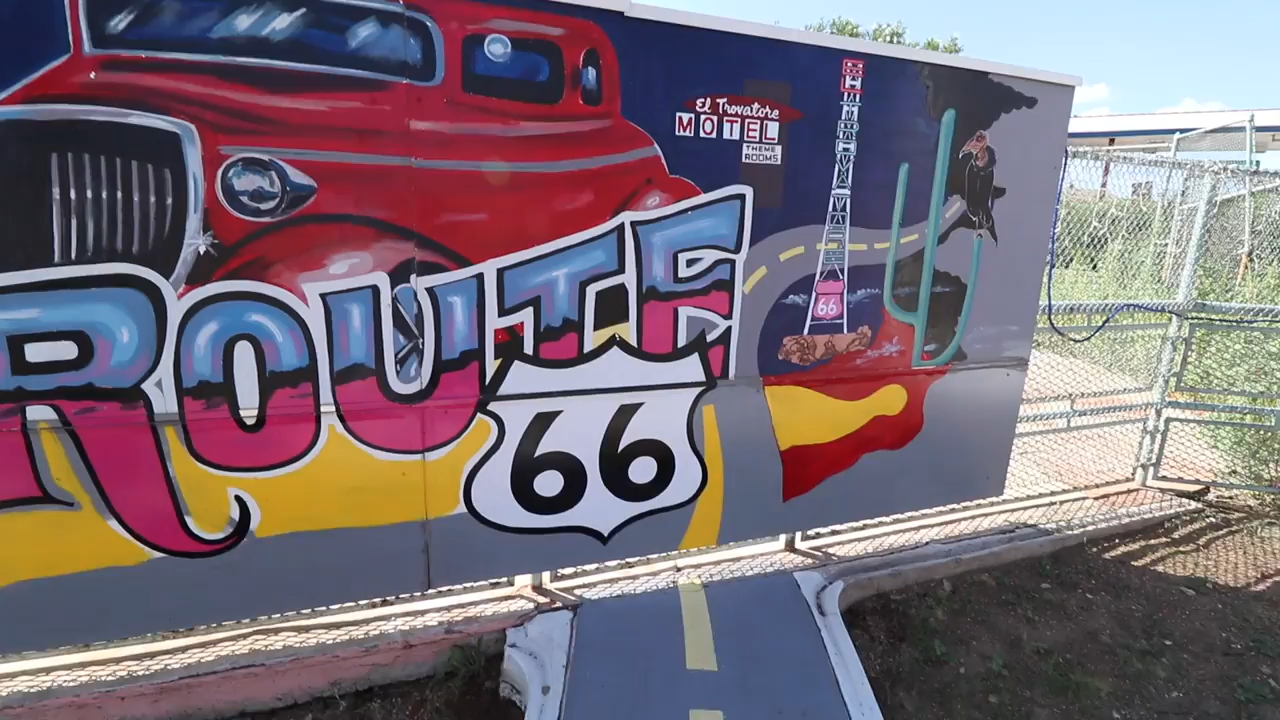 El Trovatore
MOTEL
THEME
ROOMS
66
ROUTE
66